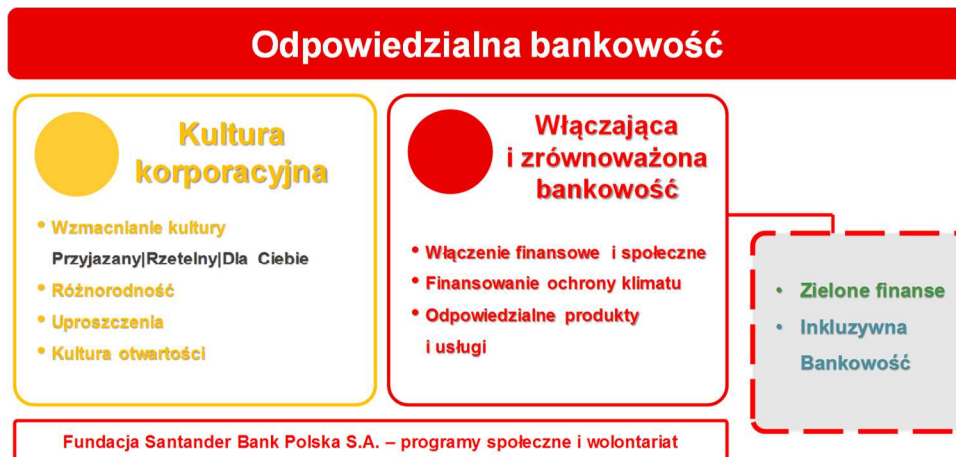 Odpowiedzialna bankowość
Kultura
korporacyjna
• Wzmacnianie kultury
Przyjazany|Rzetelny|Dla Ciebie
• Różnorodność
• Uproszczenia
• Kultura otwartości
Włączająca
i zrównoważona
bankowość
• Włączenie finansowe i społeczne
• Finansowanie ochrony klimatu
• Odpowiedzialne produkty
i usługi
• Zielone finanse
• Inkluzywna
Bankowość
Fundacja Santander Bank Polska S.A. – programy społeczne i wolontariat